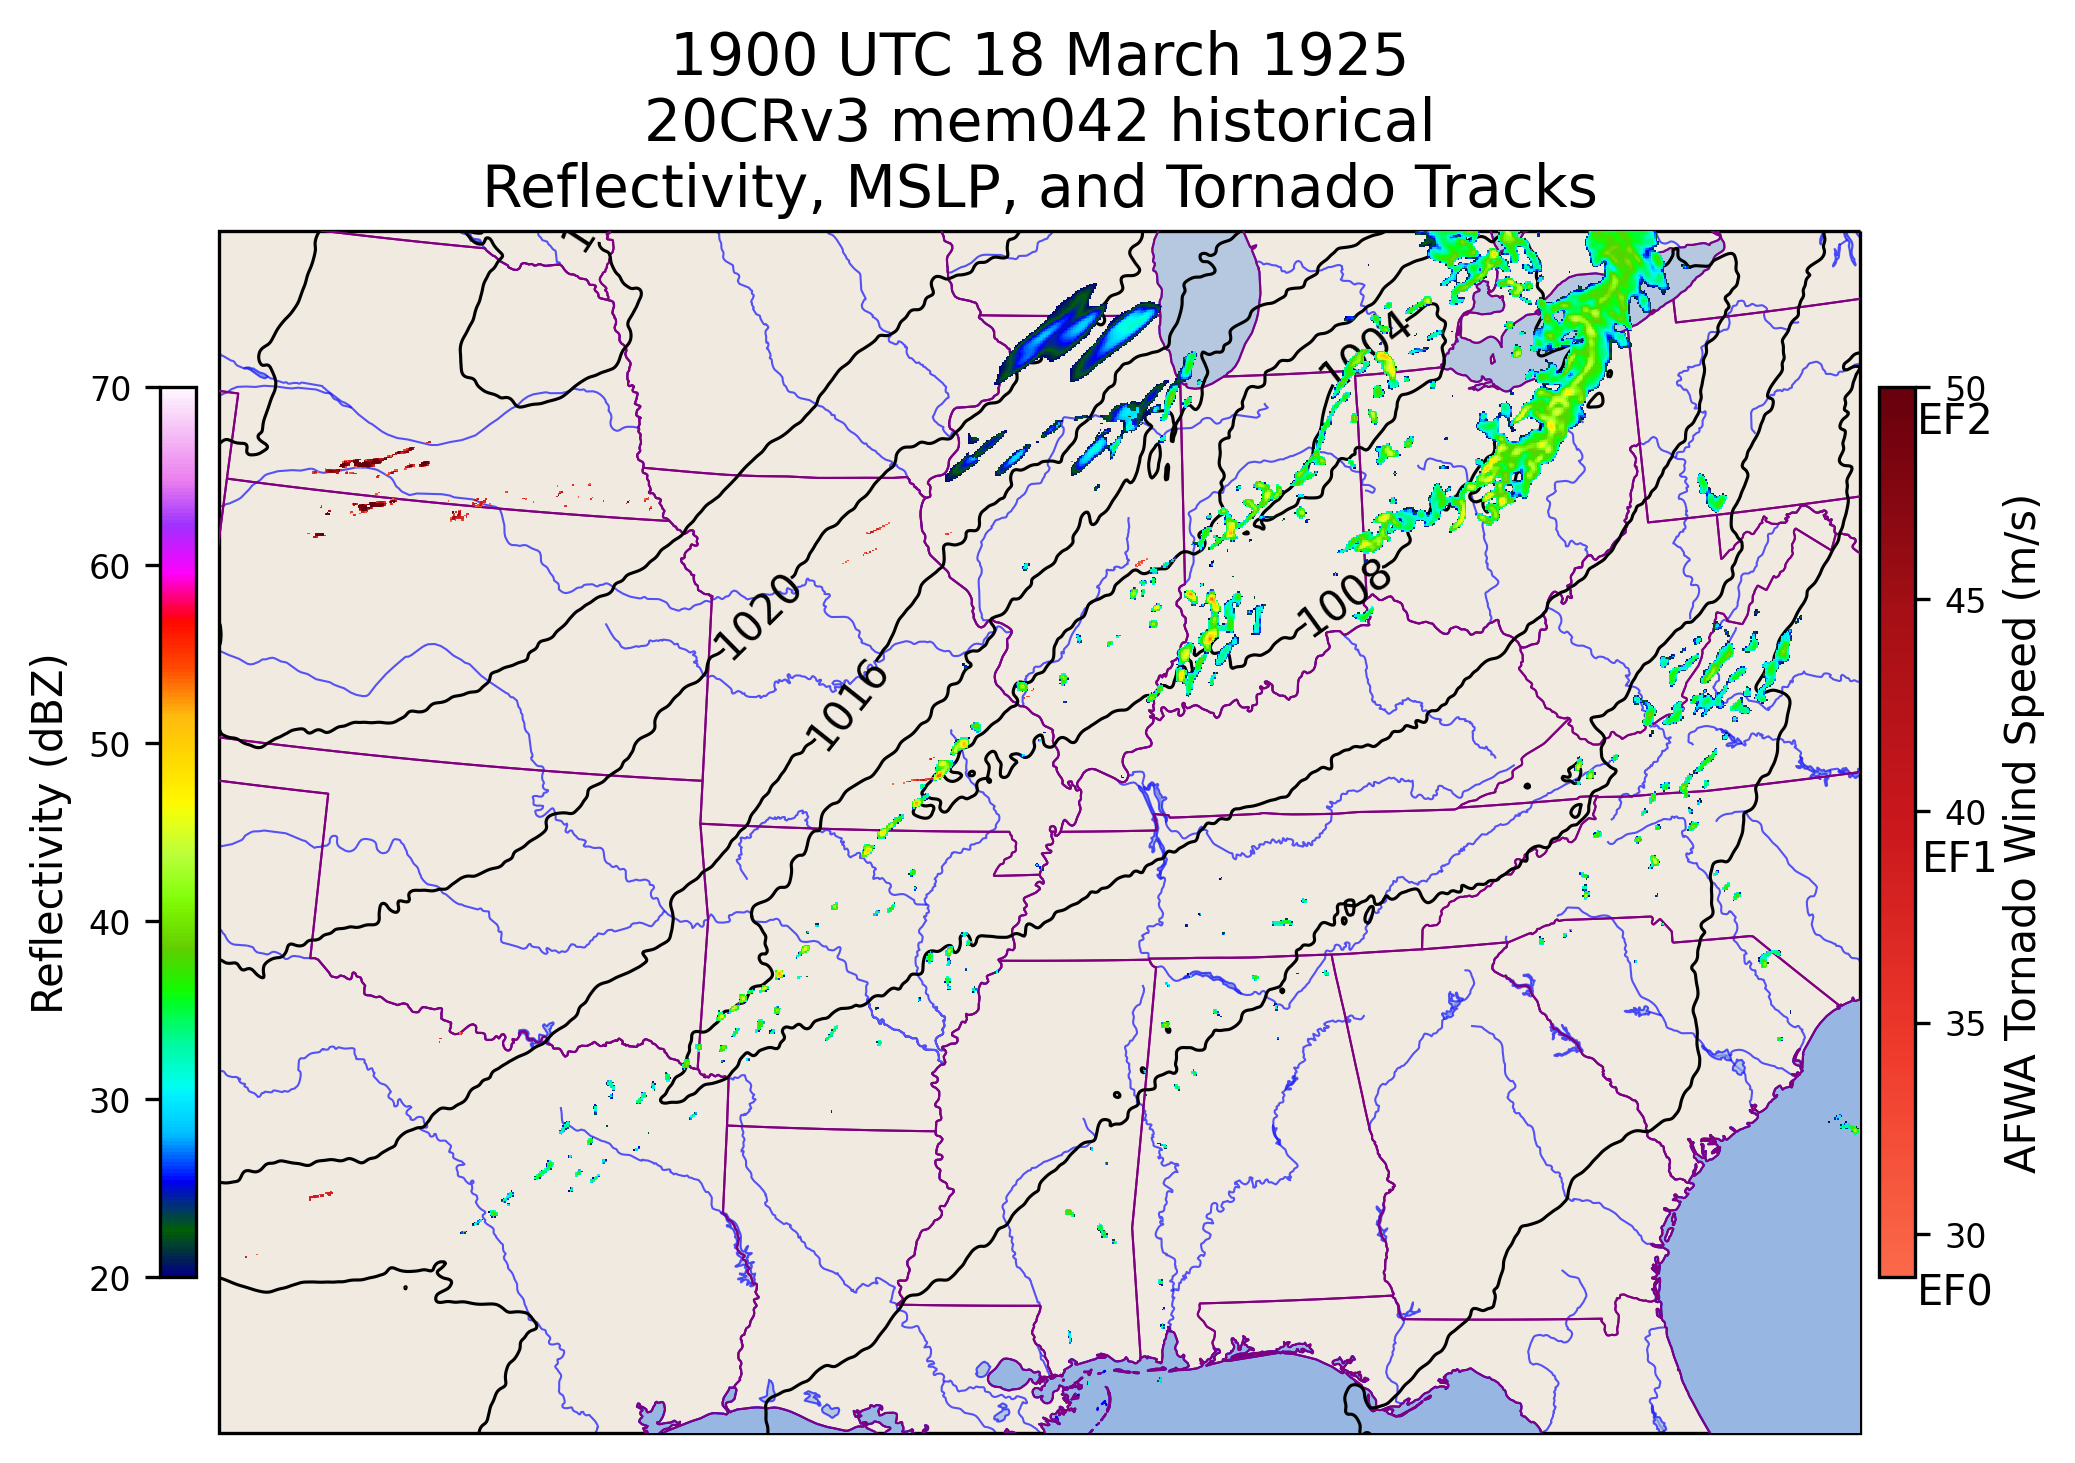 1900 UTC 18 March 1925
20CRv3 mem042 historical
Reflectivity, MSLP, and Tornado Tracks
1004
1008
1020
1016
Reflectivity (dBZ)
70
60
50
40
30
20
50
EF2
45
40
EF1
35
30
EF0
AFWA Tornado Wind Speed (m/s)